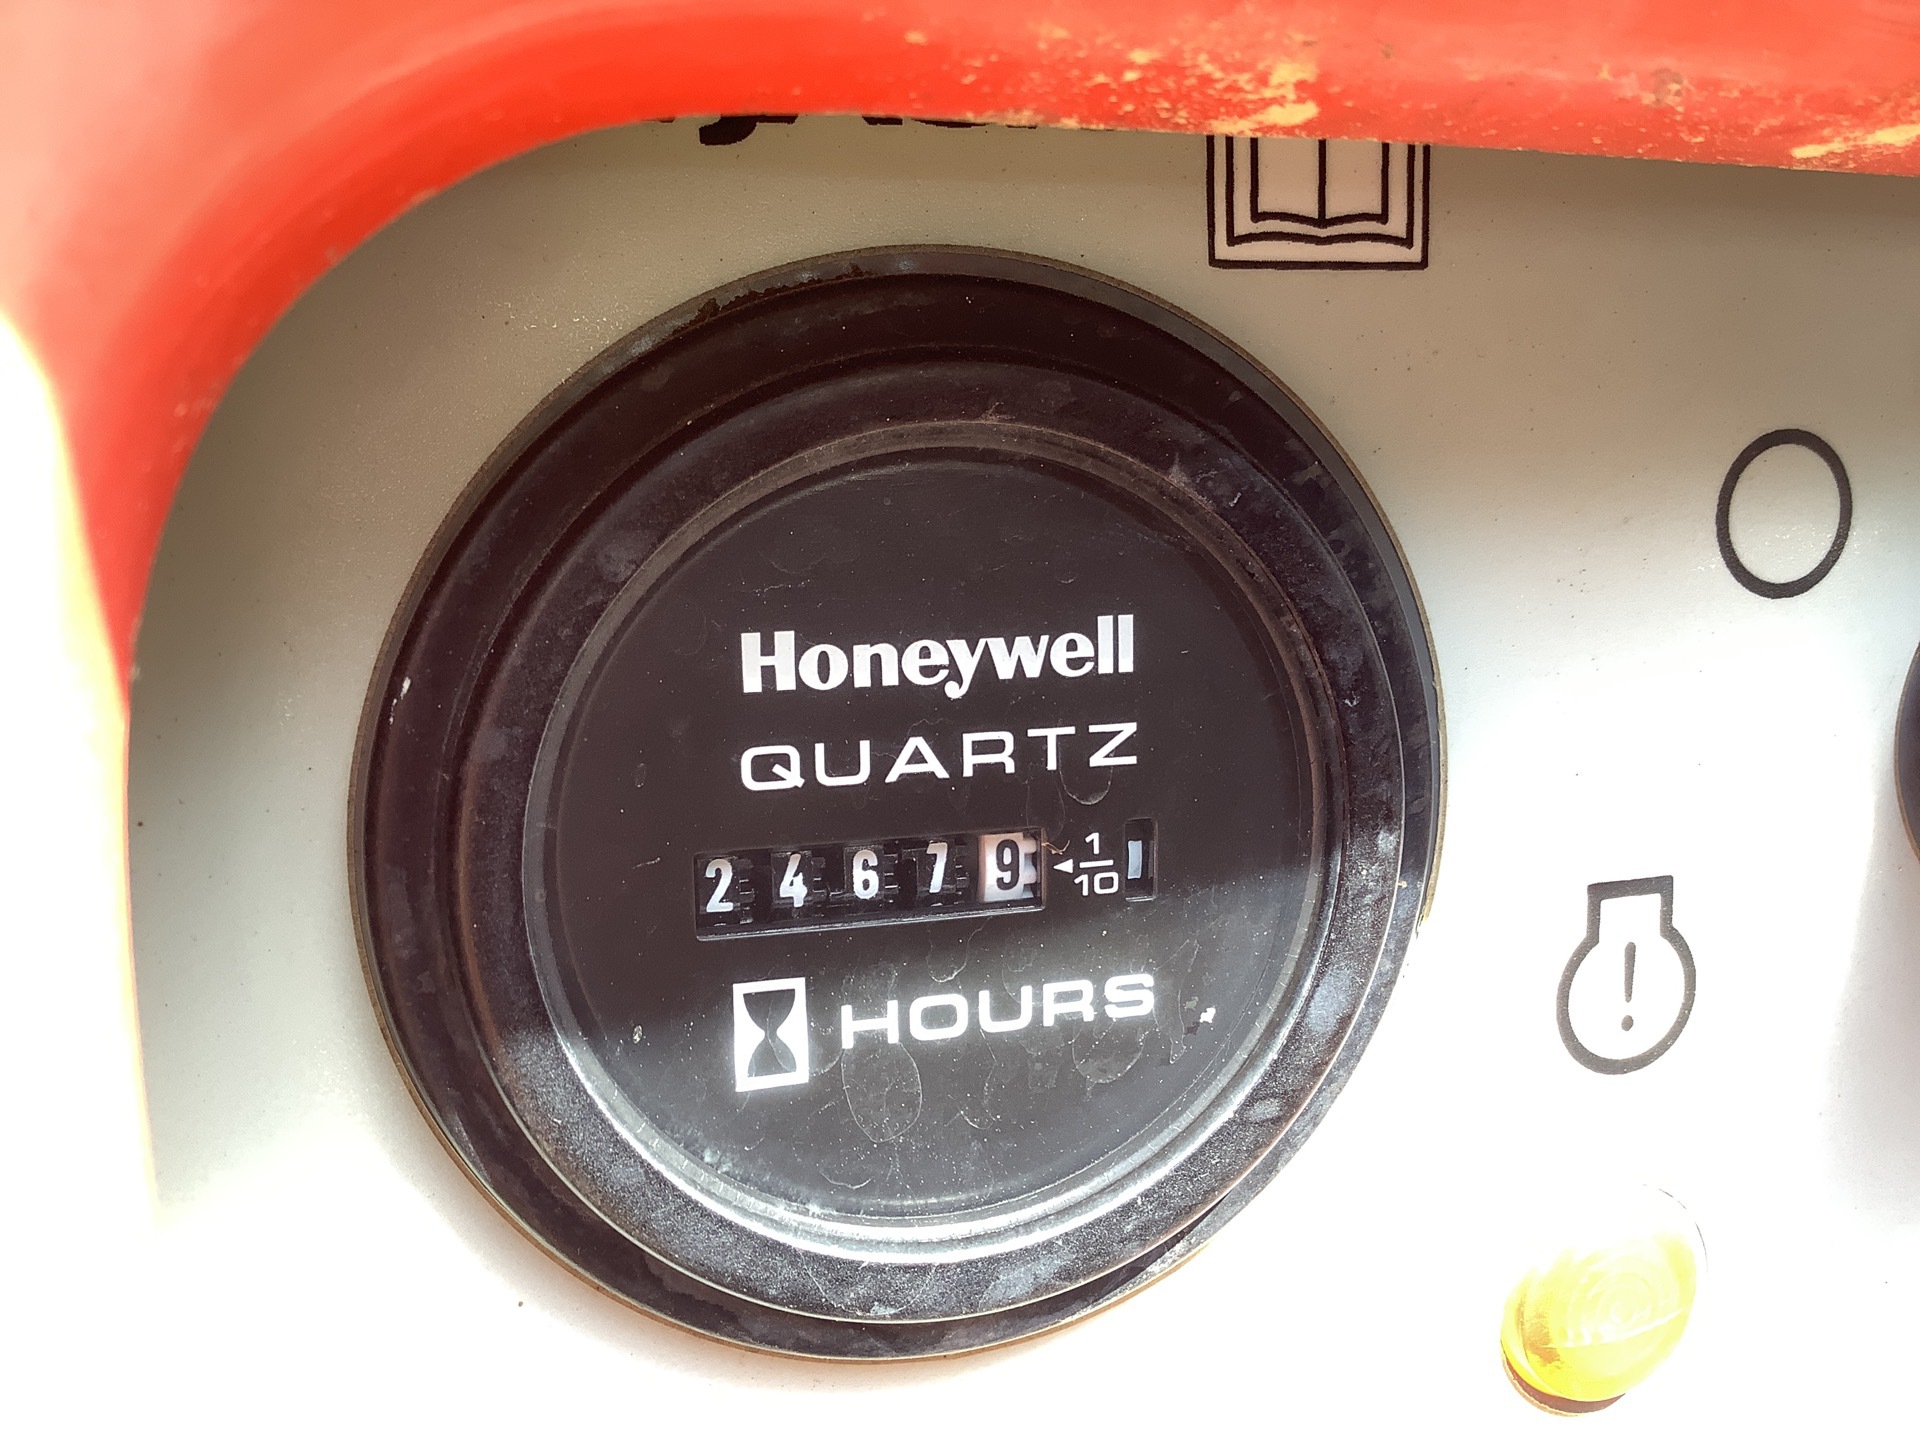 Honeywell
QUARTZ
24679 ◄ 1/10
HOURS